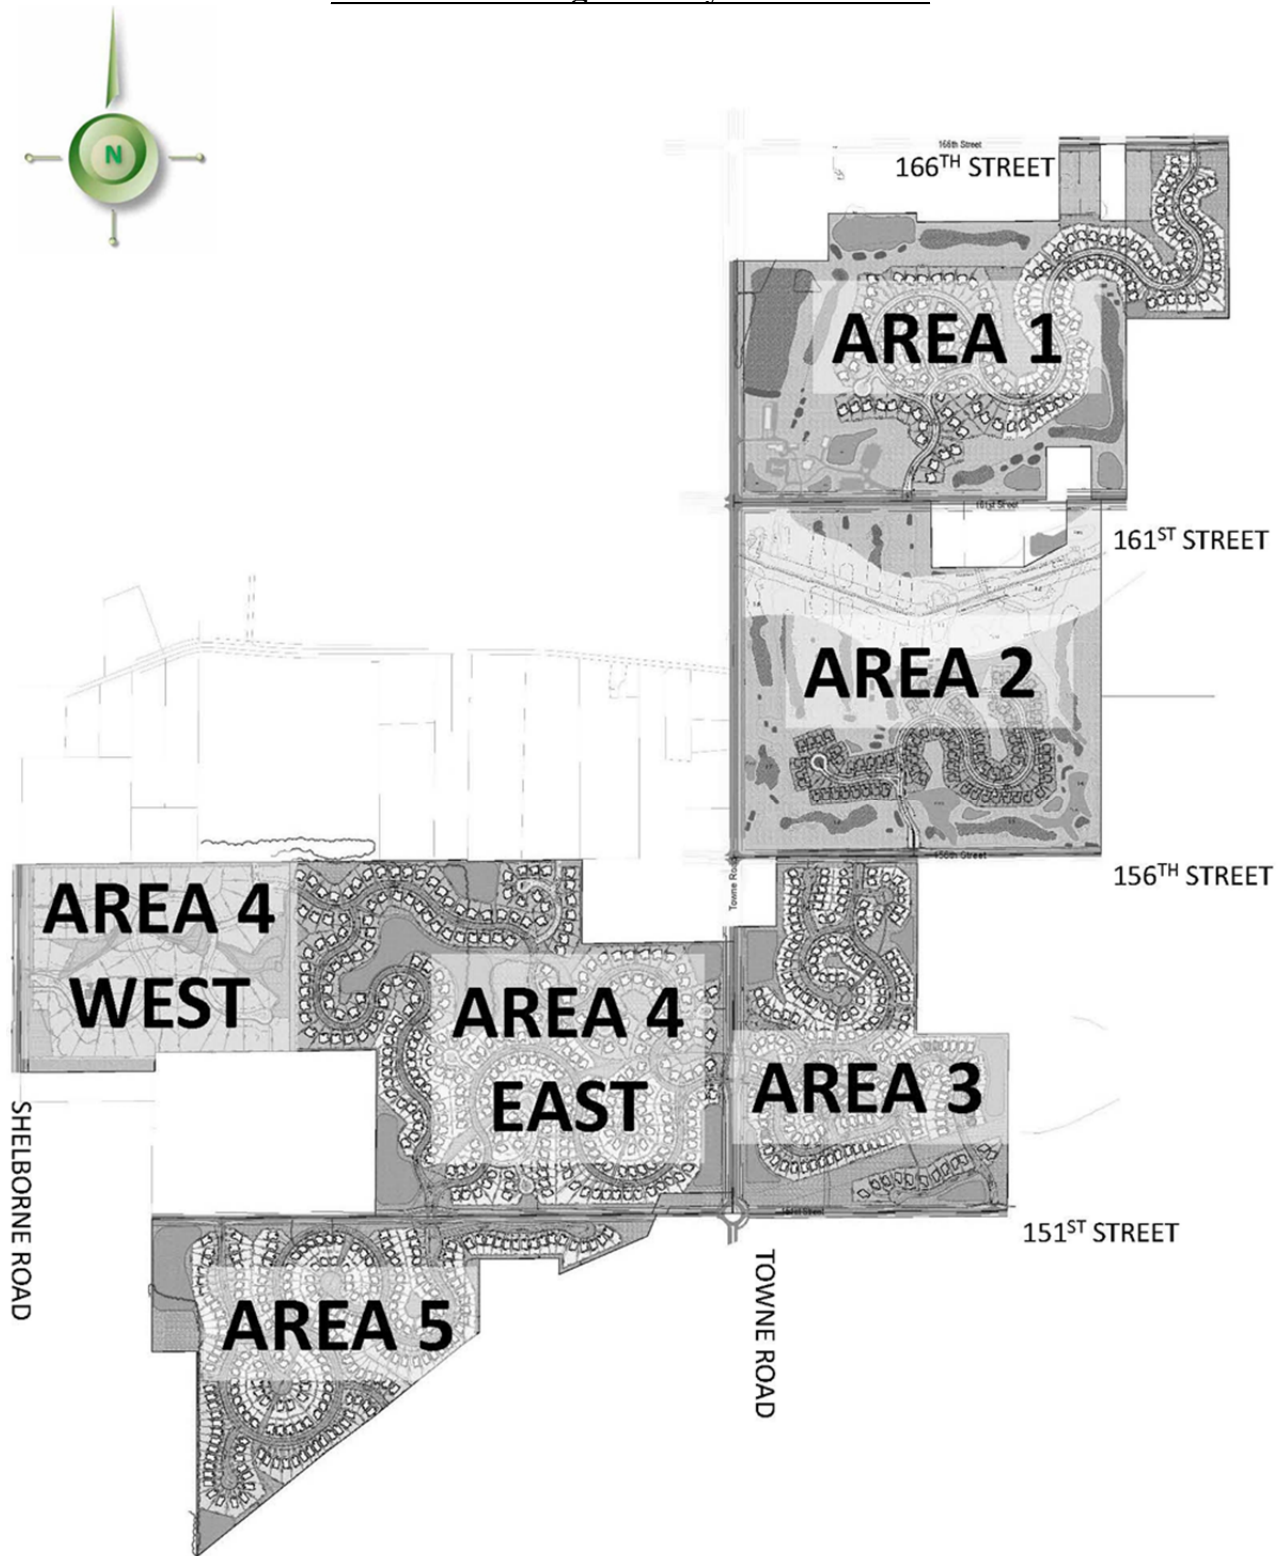 N
166th Street
166TH STREET
AREA 1
161st Street
161ST STREET
AREA 2
156th Street
156TH STREET
Towne Road
AREA 4
WEST
AREA 4
EAST
AREA 3
SHELBORNE ROAD
151st Street
151ST STREET
TOWNE ROAD
AREA 5